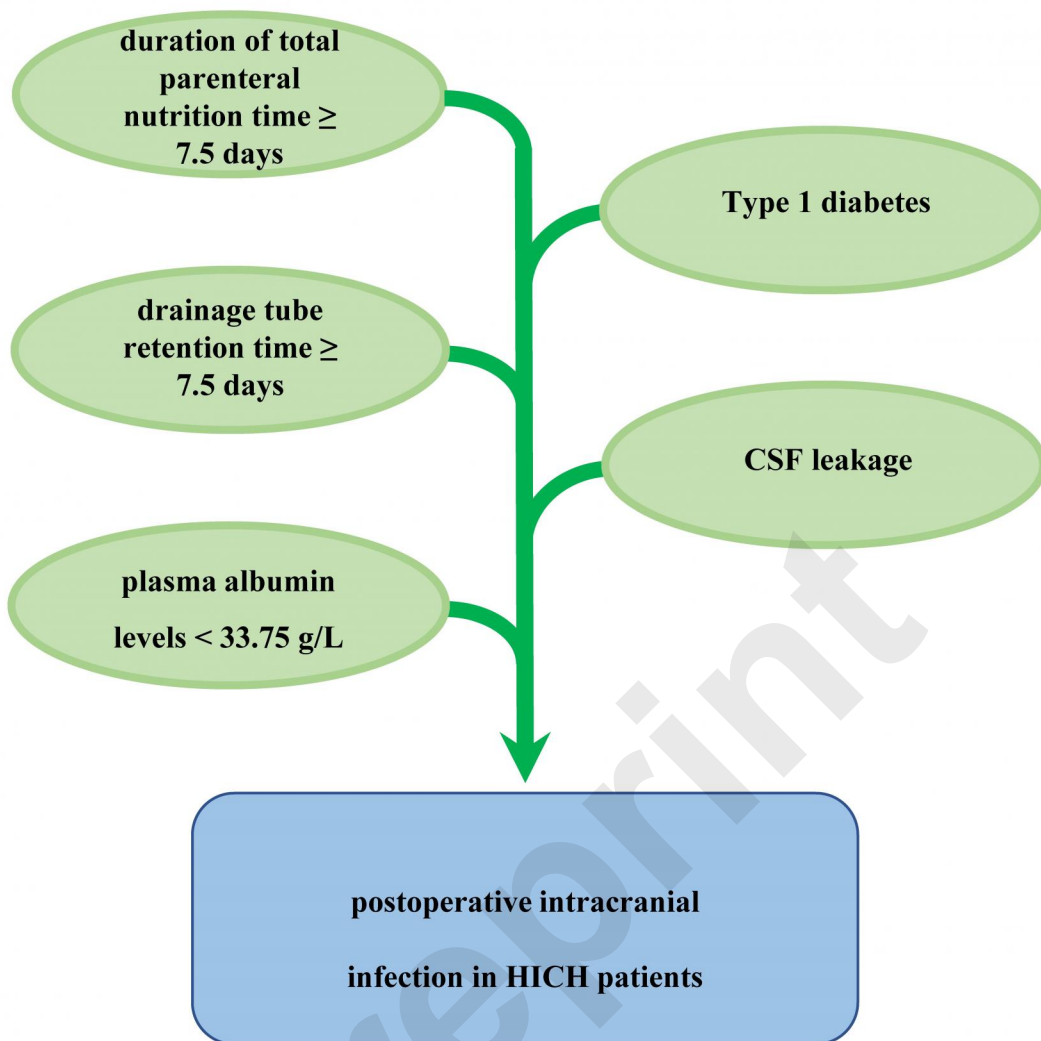 duration of total
parenteral
nutrition time ≥
7.5 days
Type 1 diabetes
drainage tube
retention time ≥
7.5 days
CSF leakage
plasma albumin
levels < 33.75 g/L
postoperative intracranial
infection in HICH patients
eprint